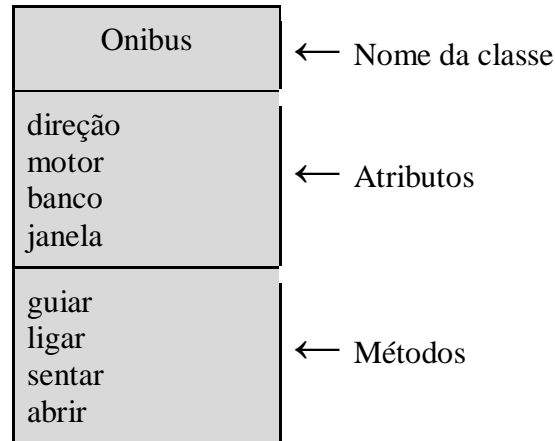 Onibus
← Nome da classe
direção
motor
banco
janela
← Atributos
guiar
ligar
sentar
abrir
← Métodos